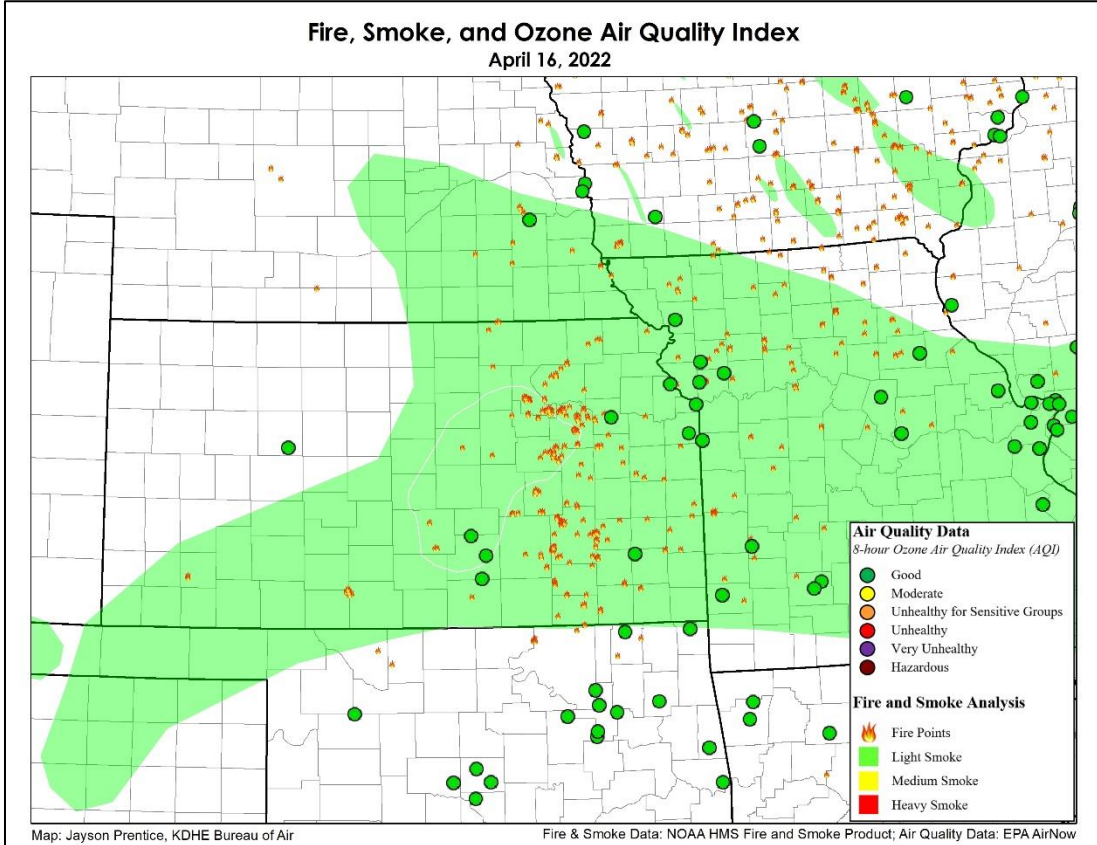 Fire, Smoke, and Ozone Air Quality Index
April 16, 2022
Air Quality Data
8-hour Ozone Air Quality Index (AQI)
Good
Moderate
Unhealthy for Sensitive Groups
Unhealthy
Very Unhealthy
Hazardous
Fire and Smoke Analysis
Fire Points
Light Smoke
Medium Smoke
Heavy Smoke
Map: Jayson Prentice, KDHE Bureau of Air
Fire & Smoke Data: NOAA HMS Fire and Smoke Product; Air Quality Data: EPA AirNow